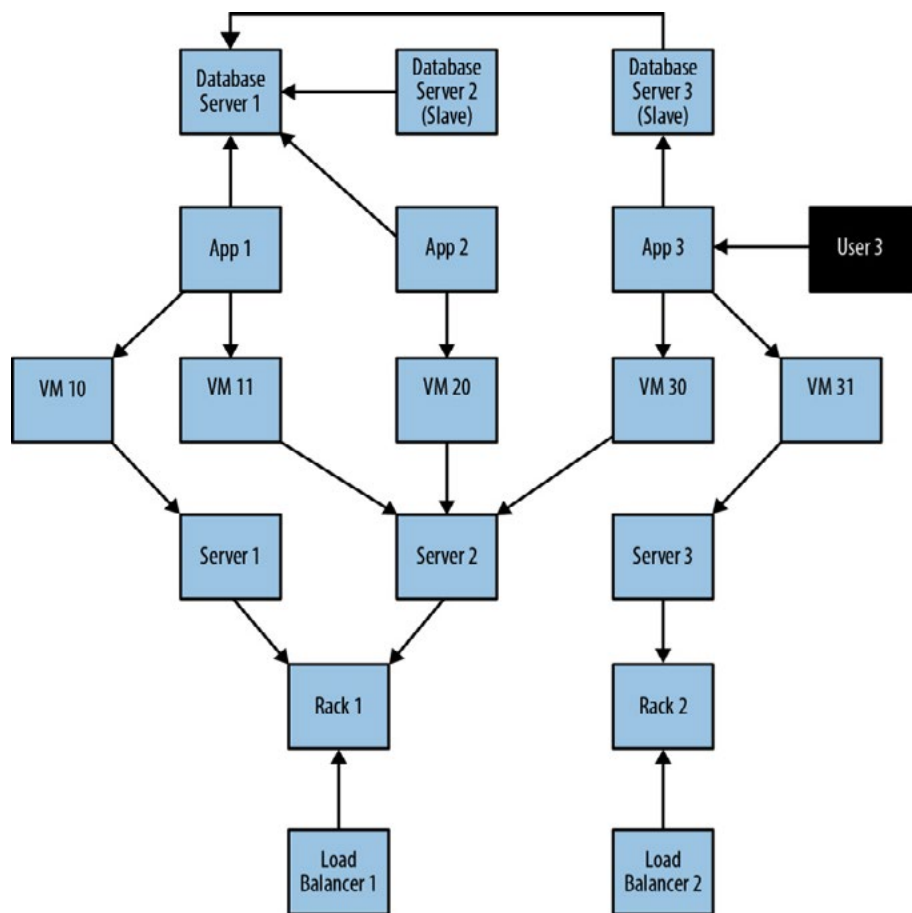 Database
Server 1
Database
Server 2
(Slave)
Database
Server 3
(Slave)
App 1
App 2
App 3
User 3
VM 10
VM 11
VM 20
VM 30
VM 31
Server 1
Server 2
Server 3
Rack 1
Rack 2
Load
Balancer 1
Load
Balancer 2